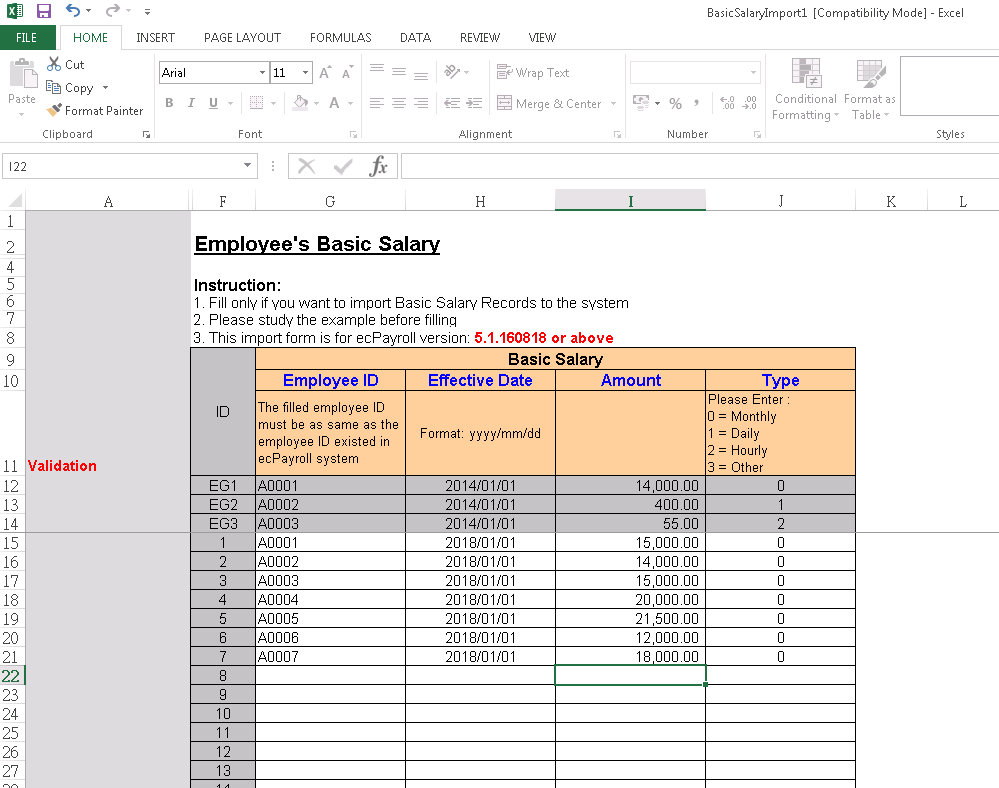 BasicSalaryImport1 [Compatibility Mode] - Excel
FILE HOME INSERT PAGE LAYOUT FORMULAS DATA REVIEW VIEW
Paste
Cut
Copy
Format Painter
Clipboard
Arial 11
A A
B I U A
Font
Wrap Text
Merge & Center
Alignment
% ,
.00 .0
Number
Conditional Formatting
Format as Table
Styles
I22 fx
A F G H I J K L
1
2 Employee's Basic Salary
4
5 Instruction:
6 1. Fill only if you want to import Basic Salary Records to the system
7 2. Please study the example before filling
8 3. This import form is for ecPayroll version: 5.1.160818 or above
9 Basic Salary
10 Employee ID Effective Date Amount Type
ID
The filled employee ID
must be as same as the
employee ID existed in
ecPayroll system
Format: yyyy/mm/dd
Please Enter :
0 = Monthly
1 = Daily
2 = Hourly
3 = Other
11 Validation
12 EG1 A0001 2014/01/01 14,000.00 0
13 EG2 A0002 2014/01/01 400.00 1
14 EG3 A0003 2014/01/01 55.00 2
15 1 A0001 2018/01/01 15,000.00 0
16 2 A0002 2018/01/01 14,000.00 0
17 3 A0003 2018/01/01 15,000.00 0
18 4 A0004 2018/01/01 20,000.00 0
19 5 A0005 2018/01/01 21,500.00 0
20 6 A0006 2018/01/01 12,000.00 0
21 7 A0007 2018/01/01 18,000.00 0
22 8
23 9
24 10
25 11
26 12
27 13